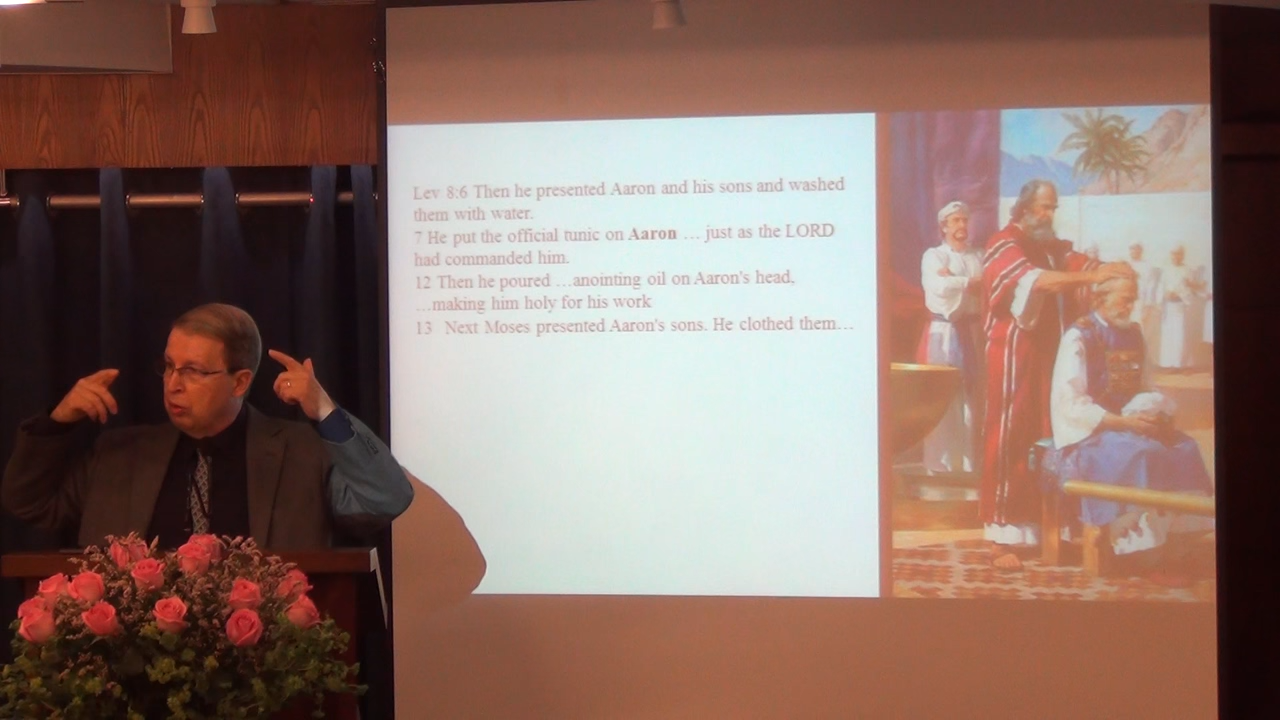 Lev 8:6 Then he presented Aaron and his sons and washed
them with water.
7 He put the official tunic on Aaron … just as the LORD
had commanded him.
12 Then he poured …anointing oil on Aaron's head,
…making him holy for his work
13 Next Moses presented Aaron's sons. He clothed them…